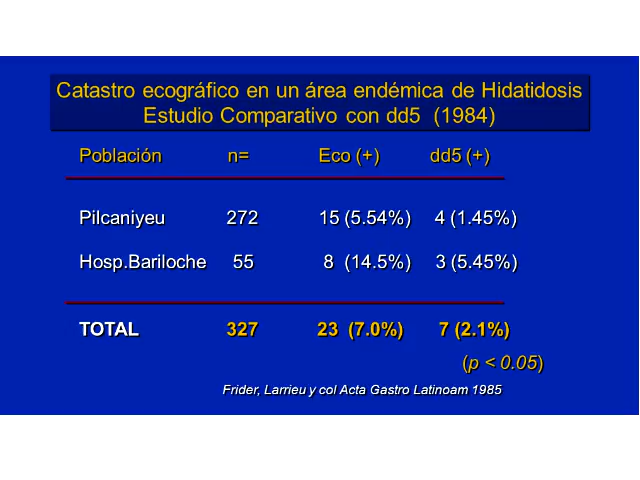 Catastro ecográfico en un área endémica de Hidatidosis
Estudio Comparativo con dd5 (1984)
Población n= Eco (+) dd5 (+)
Pilcaniyeu 272 15 (5.54%) 4 (1.45%)
Hosp.Bariloche 55 8 (14.5%) 3 (5.45%)
TOTAL 327 23 (7.0%) 7 (2.1%)
(p < 0.05)
Frider, Larrieu y col Acta Gastro Latinoam 1985